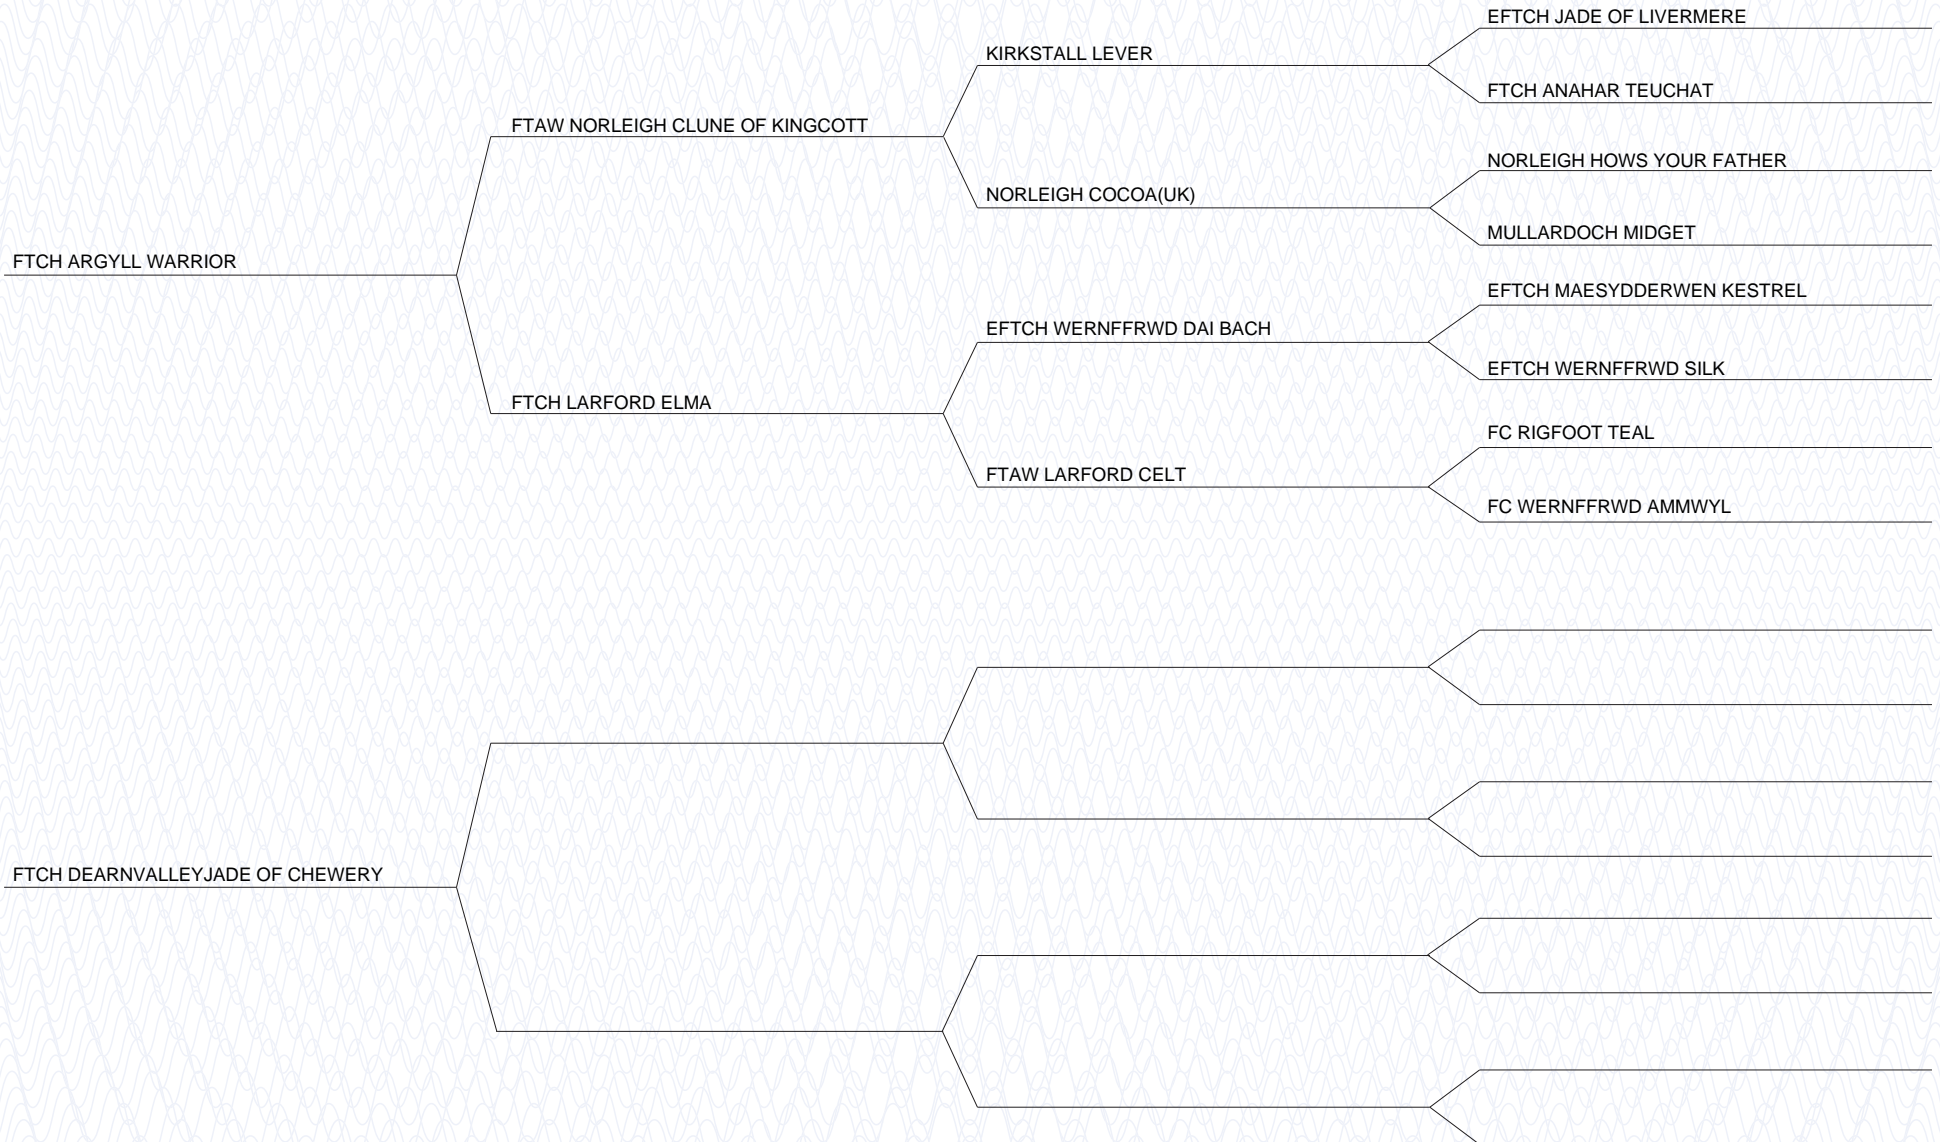 EFTCH JADE OF LIVERMERE
KIRKSTALL LEVER
FTCH ANAHAR TEUCHAT
FTAW NORLEIGH CLUNE OF KINGCOTT
NORLEIGH HOWS YOUR FATHER
NORLEIGH COCOA(UK)
MULLARDOCH MIDGET
FTCH ARGYLL WARRIOR
EFTCH MAESYDDERWEN KESTREL
EFTCH WERNFFRWD DAI BACH
EFTCH WERNFFRWD SILK
FTCH LARFORD ELMA
FC RIGFOOT TEAL
FTAW LARFORD CELT
FC WERNFFRWD AMMWYL
FTCH DEARNVALLEYJADE OF CHEWERY